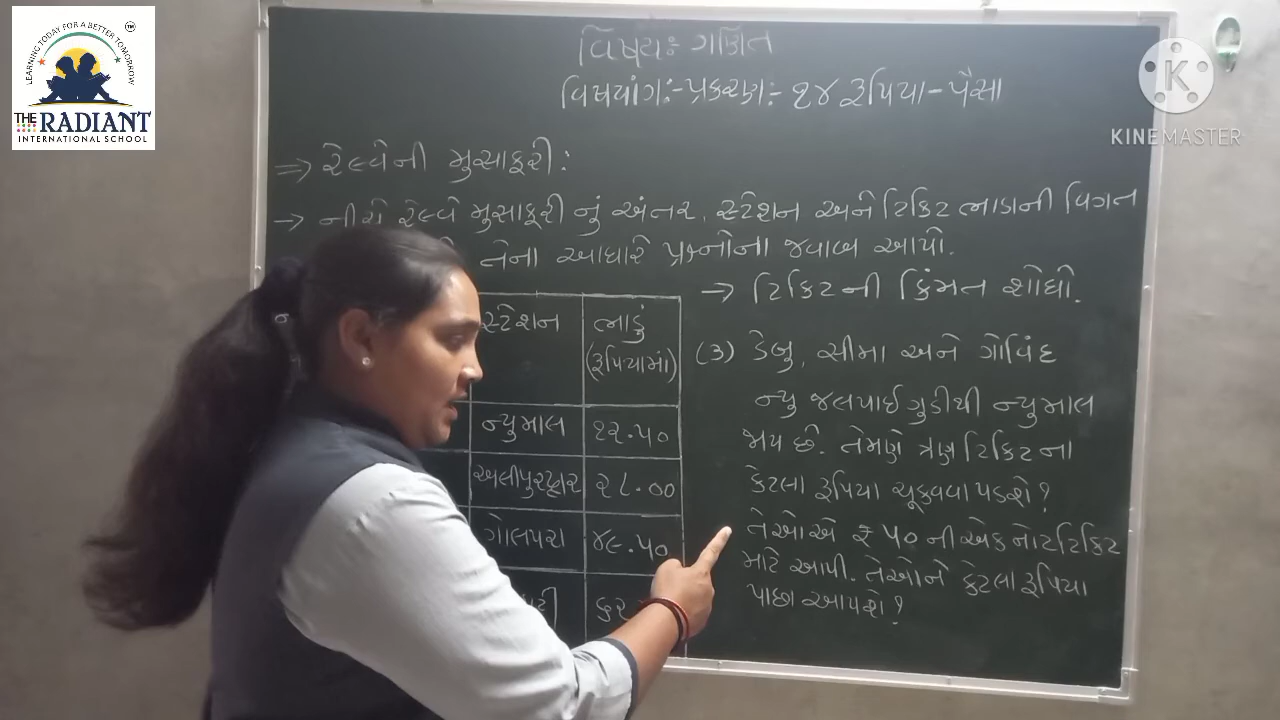 LEARNING TODAY FOR A BETTER TOMORROW
TM
THE RADIANT
INTERNATIONAL SCHOOL
K
KINEMASTER
વિષય:- ગણિત
વિષયાંગ:- પ્રકરણ:- ૧૪ રૂપિયા - પૈસા
⇒ રેલ્વેની મુસાફરી:
→ નીચે રેલ્વે મુસાફરીનું અંતર, સ્ટેશન અને ટિકિટ ભાડાની વિગત
તેના આધારે પ્રશ્નોના જવાબ આપો.
સ્ટેશન ભાડું
(રૂપિયામાં)
ન્યુમાલ ૧૨.૫૦
અલીપુરદ્વાર ૨૮.૦૦
ગોલપરા ૪૯.૫૦
→ ટિકિટની કિંમત શોધો.
(૩) ડેબુ, સીમા અને ગોવિંદ
ન્યુ જલપાઈગુડીથી ન્યુમાલ
જાય છે. તેમણે ત્રણ ટિકિટના
કેટલા રૂપિયા ચૂકવવા પડશે?
તેઓએ ₹ ૫૦ ની એક નોટ ટિકિટ
માટે આપી. તેઓને કેટલા રૂપિયા
પાછા આપશે?